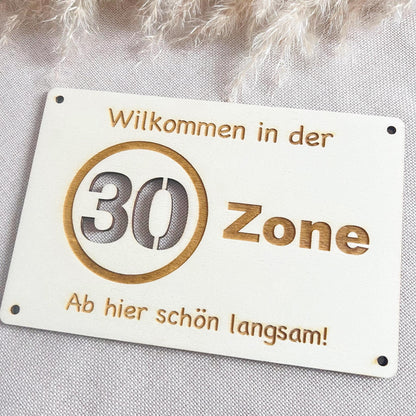 Wilkommen in der
30 Zone
Ab hier schön langsam!